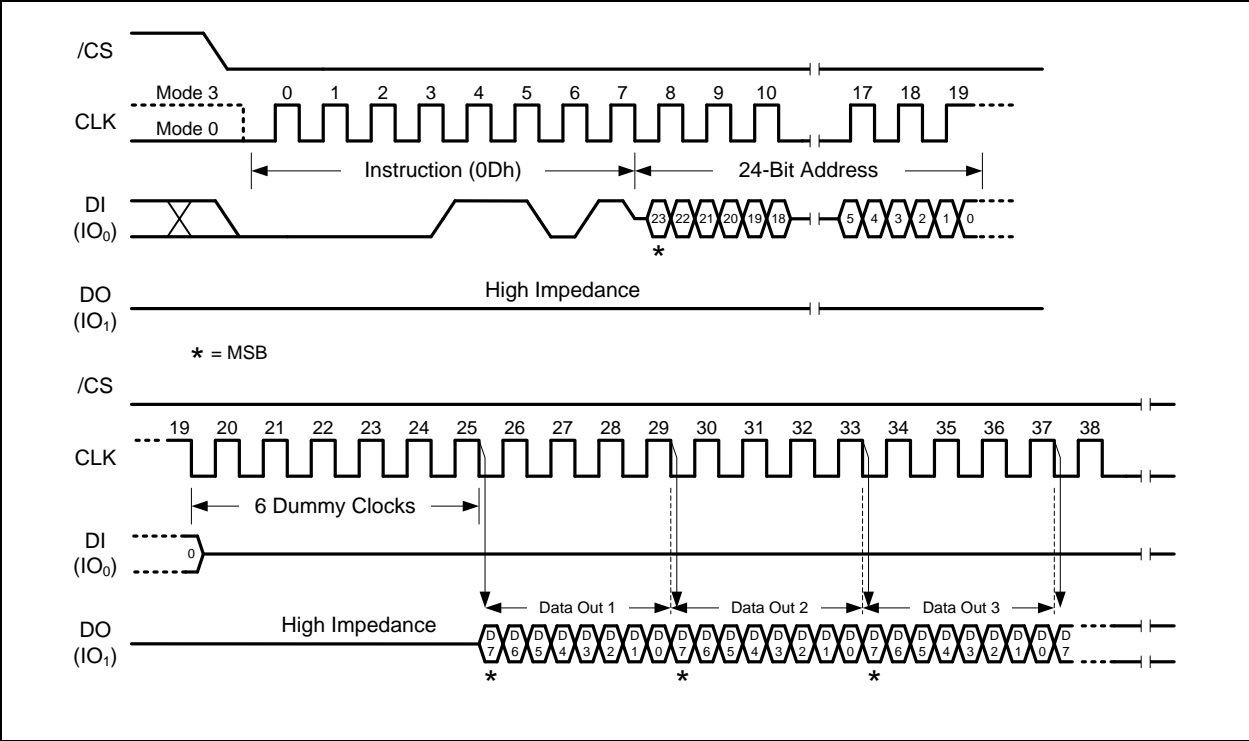 /CS
Mode 3 0 1 2 3 4 5 6 7 8 9 10 17 18 19
CLK
Mode 0
Instruction (0Dh) 24-Bit Address
DI
(IO₀)
23 22 21 20 19 18 5 4 3 2 1 0
*
DO
(IO₁)
High Impedance
* = MSB
/CS
19 20 21 22 23 24 25 26 27 28 29 30 31 32 33 34 35 36 37 38
CLK
6 Dummy Clocks
DI
(IO₀)
0
Data Out 1 Data Out 2 Data Out 3
DO
(IO₁)
High Impedance
D7 D6 D5 D4 D3 D2 D1 D0 D7 D6 D5 D4 D3 D2 D1 D0 D7 D6 D5 D4 D3 D2 D1 D0 D7
* * *